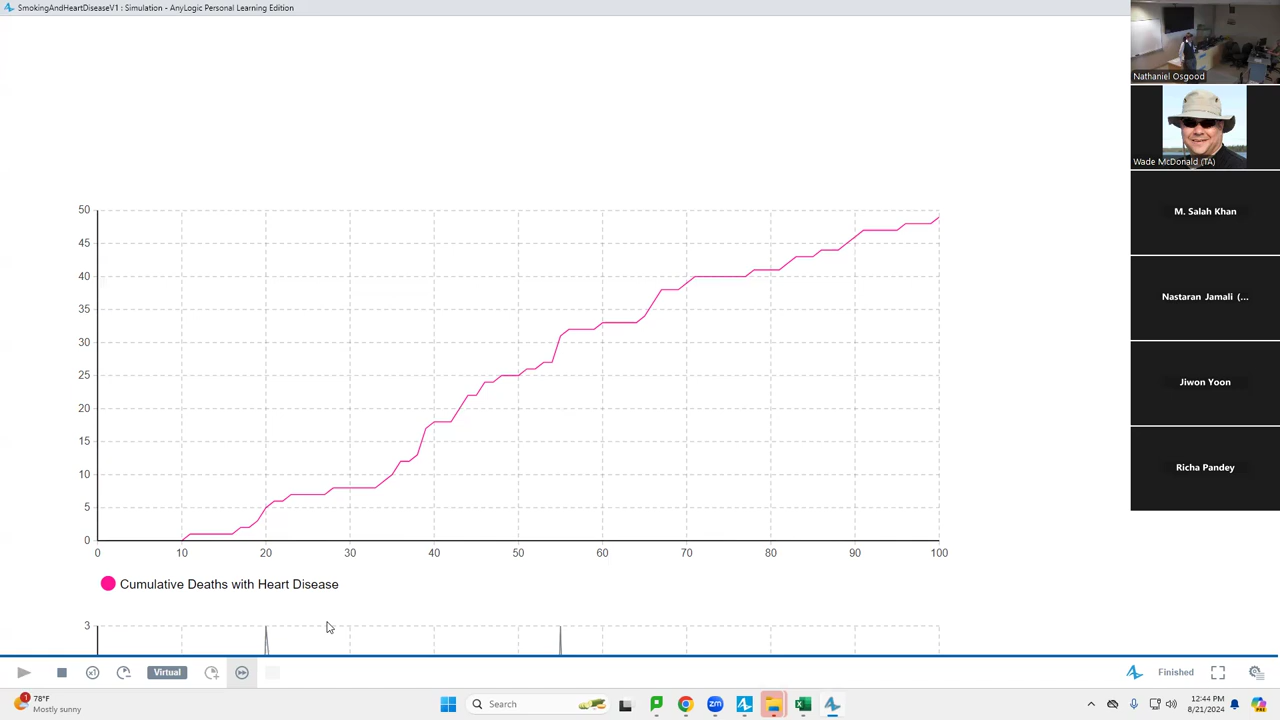 SmokingAndHeartDiseaseV1 : Simulation - AnyLogic Personal Learning Edition
Nathaniel Osgood
Wade McDonald (TA)
M. Salah Khan
Nastaran Jamali (...
Jiwon Yoon
Richa Pandey
50
45
40
35
30
25
20
15
10
5
0
0 10 20 30 40 50 60 70 80 90 100
Cumulative Deaths with Heart Disease
3
x1
Virtual
Finished
1
78°F
Mostly sunny
Search
zm
12:44 PM
8/21/2024